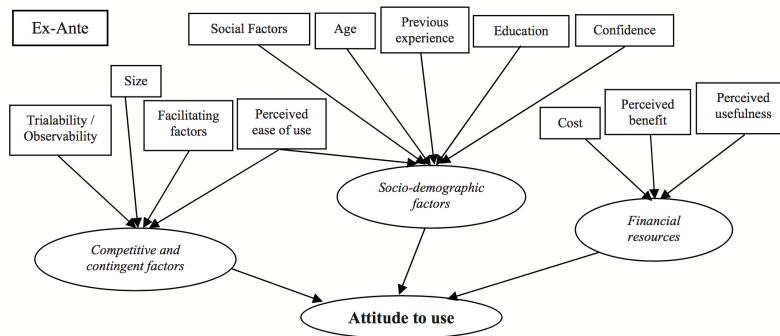 Ex-Ante
Social Factors
Age
Previous
experience
Education
Confidence
Size
Trialability /
Observability
Facilitating
factors
Perceived
ease of use
Cost
Perceived
benefit
Perceived
usefulness
Socio-demographic
factors
Financial
resources
Competitive and
contingent factors
Attitude to use